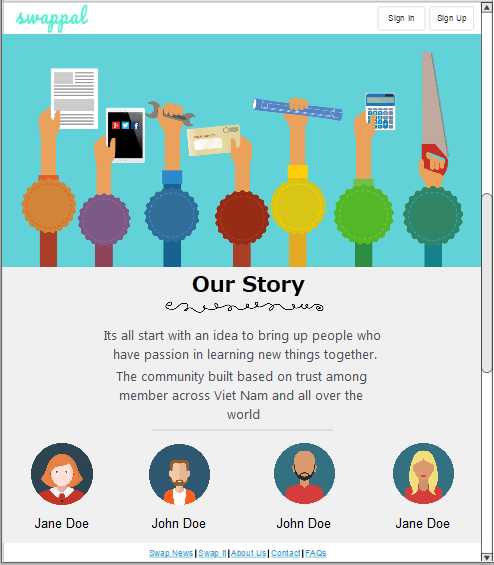 swappal
Sign In
Sign Up
Our Story
Its all start with an idea to bring up people who
have passion in learning new things together.
The community built based on trust among
member across Viet Nam and all over the
world
Jane Doe
John Doe
John Doe
Jane Doe
Swap News | Swap It | About Us | Contact | FAQs